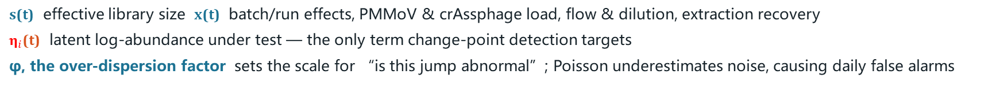 s(t) effective library size x(t) batch/run effects, PMMoV & crAssphage load, flow & dilution, extraction recovery
ηᵢ(t) latent log-abundance under test — the only term change-point detection targets
φ, the over-dispersion factor sets the scale for “is this jump abnormal” ; Poisson underestimates noise, causing daily false alarms